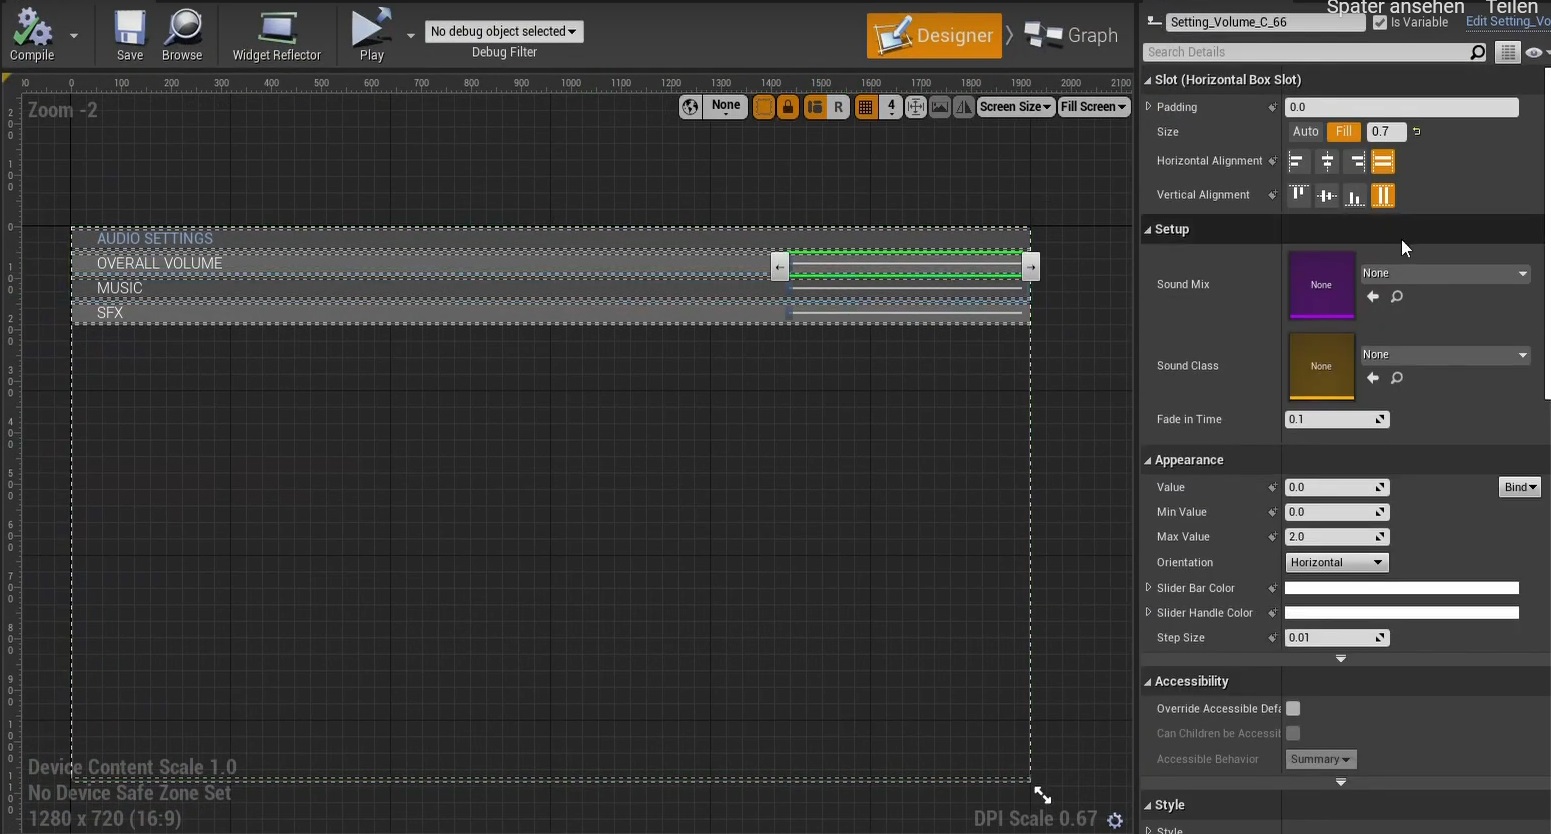 Später ansehen Teilen
Setting_Volume_C_66 Is Variable Edit Setting_Vo
Compile Save Browse Widget Reflector Play
No debug object selected
Debug Filter
Designer Graph
Search Details
00 0 100 200 300 400 500 600 700 800 900 1000 1100 1200 1300 1400 1500 1600 1700 1800 1900 2000 2100
Zoom -2
None R 4 Screen Size Fill Screen
Slot (Horizontal Box Slot)
Padding 0.0
Size Auto Fill 0.7
Horizontal Alignment
Vertical Alignment
Setup
Sound Mix None None
Sound Class None None
Fade in Time 0.1
AUDIO SETTINGS
OVERALL VOLUME
MUSIC
SFX
Appearance
Value 0.0 Bind
Min Value 0.0
Max Value 2.0
Orientation Horizontal
Slider Bar Color
Slider Handle Color
Step Size 0.01
Accessibility
Override Accessible Defa
Can Children be Accessit
Accessible Behavior Summary
Style
Style
Device Content Scale 1.0
No Device Safe Zone Set
1280 x 720 (16:9)
DPI Scale 0.67